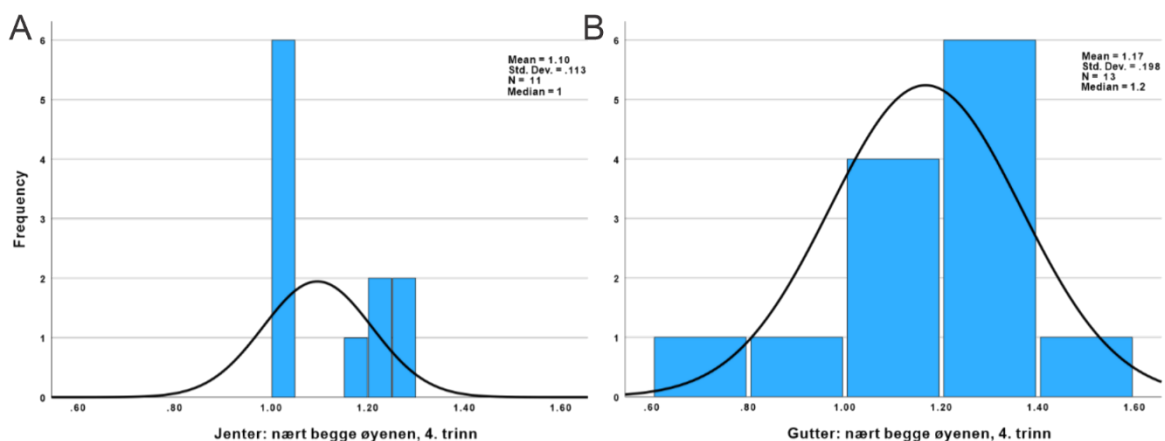 A
Mean = 1.10
Std. Dev. = .113
N = 11
Median = 1
Frequency
6
5
4
3
2
1
0
.60 .80 1.00 1.20 1.40 1.60
Jenter: nært begge øyenen, 4. trinn
B
Mean = 1.17
Std. Dev. = .198
N = 13
Median = 1.2
6
5
4
3
2
1
0
.60 .80 1.00 1.20 1.40 1.60
Gutter: nært begge øyenen, 4. trinn